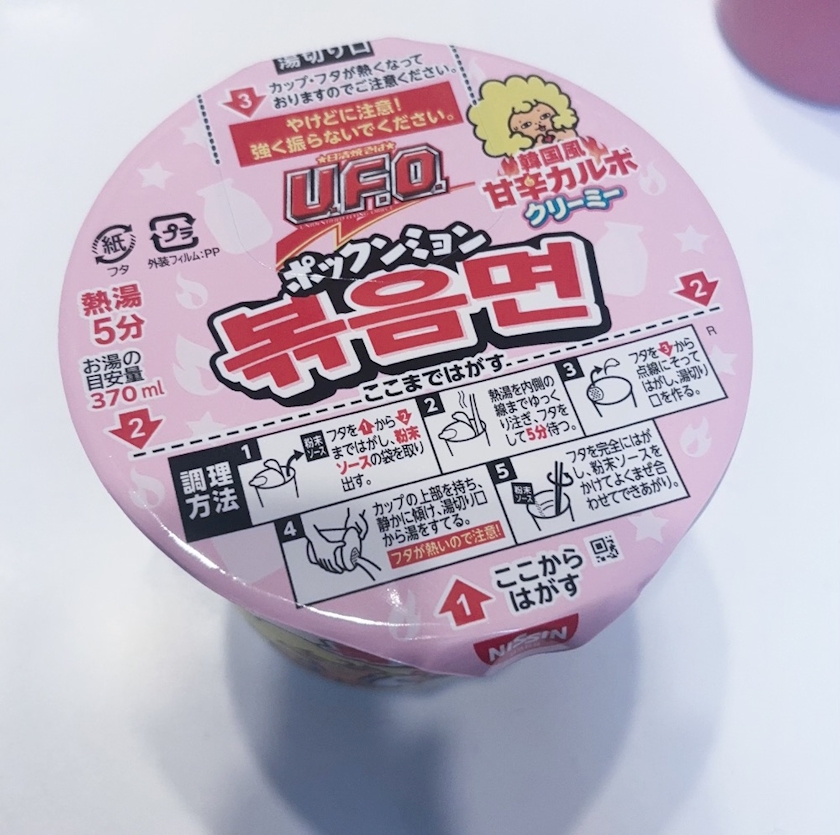 湯切り口
3
カップ・フタが熱くなって
おりますのでご注意ください。
やけどに注意!
強く振らないでください。
★日清焼そば★
U.F.O.
韓国風
甘辛カルボ
クリーミー
紙
フタ
プラ
外装フィルム:PP
熱湯
5分
お湯の
目安量
370ml
ポックンミョン
볶음면
2
R
ここまではがす
2
調理
方法
1
粉末
ソース
フタを1から2
まではがし、粉末
ソースの袋を取り
出す。
2
熱湯を内側の
線までゆっく
り注ぎ、フタを
して5分待つ。
3
フタを3から
点線にそって
はがし、湯切り
口を作る。
4
カップの上部を持ち、
静かに傾け、湯切り口
から湯をすてる。
フタが熱いので注意!
5
粉末
ソース
フタを完全にはが
し、粉末ソースを
かけてよくまぜ合
わせてできあがり。
1
ここから
はがす
NISSIN